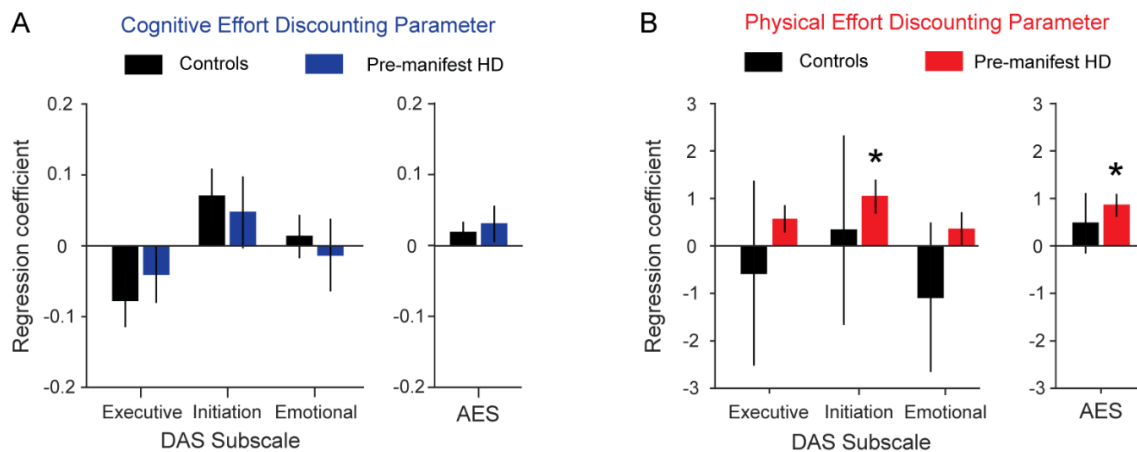 A
Cognitive Effort Discounting Parameter
Controls
Pre-manifest HD
Regression coefficient
0.2
0.1
0
-0.1
-0.2
Executive
Initiation
Emotional
DAS Subscale
0.2
0.1
0
-0.1
-0.2
AES
B
Physical Effort Discounting Parameter
Controls
Pre-manifest HD
Regression coefficient
3
2
1
0
-1
-2
-3
*
Executive
Initiation
Emotional
DAS Subscale
3
2
1
0
-1
-2
-3
*
AES